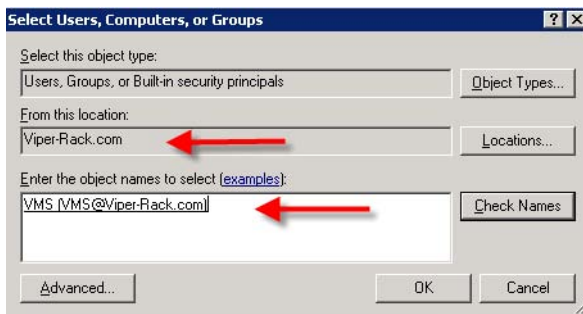 Select Users, Computers, or Groups
Select this object type:
Users, Groups, or Built-in security principals
Object Types...
From this location:
Viper-Rack.com
Locations...
Enter the object names to select (examples):
VMS (VMS@Viper-Rack.com)
Check Names
Advanced...
OK
Cancel